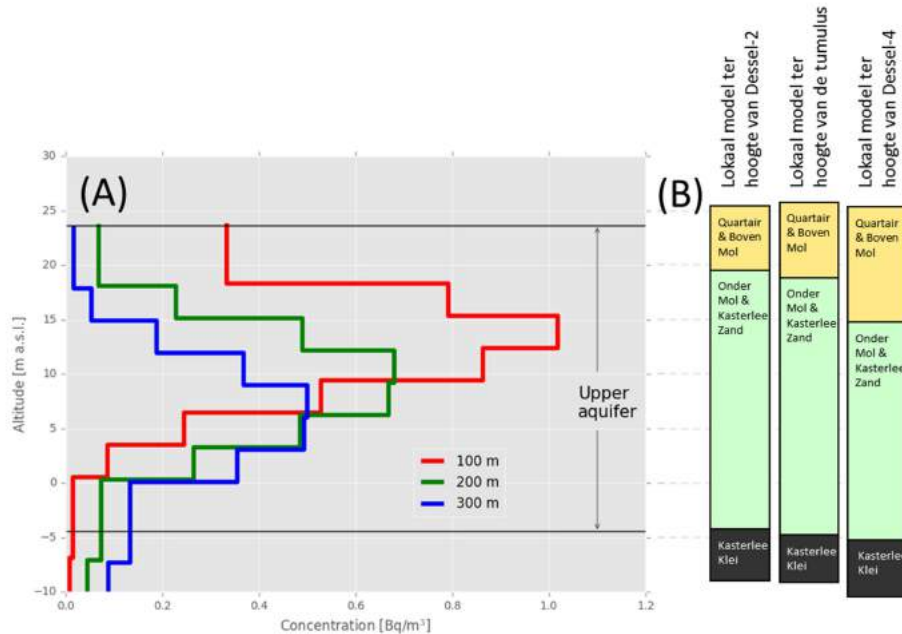 (A)
30
25
20
15
10
5
0
−5
−10
Altitude [m a.s.l.]
0.0 0.2 0.4 0.6 0.8 1.0 1.2
Concentration [Bq/m³]
100 m
200 m
300 m
Upper
aquifer
(B)
Lokaal model ter
hoogte van Dessel-2
Lokaal model ter
hoogte van de tumulus
Lokaal model ter
hoogte van Dessel-4
Quartair
& Boven
Mol
Onder
Mol &
Kasterlee
Zand
Kasterlee
Klei
Quartair
& Boven
Mol
Onder
Mol &
Kasterlee
Zand
Kasterlee
Klei
Quartair
& Boven
Mol
Onder
Mol &
Kasterlee
Zand
Kasterlee
Klei